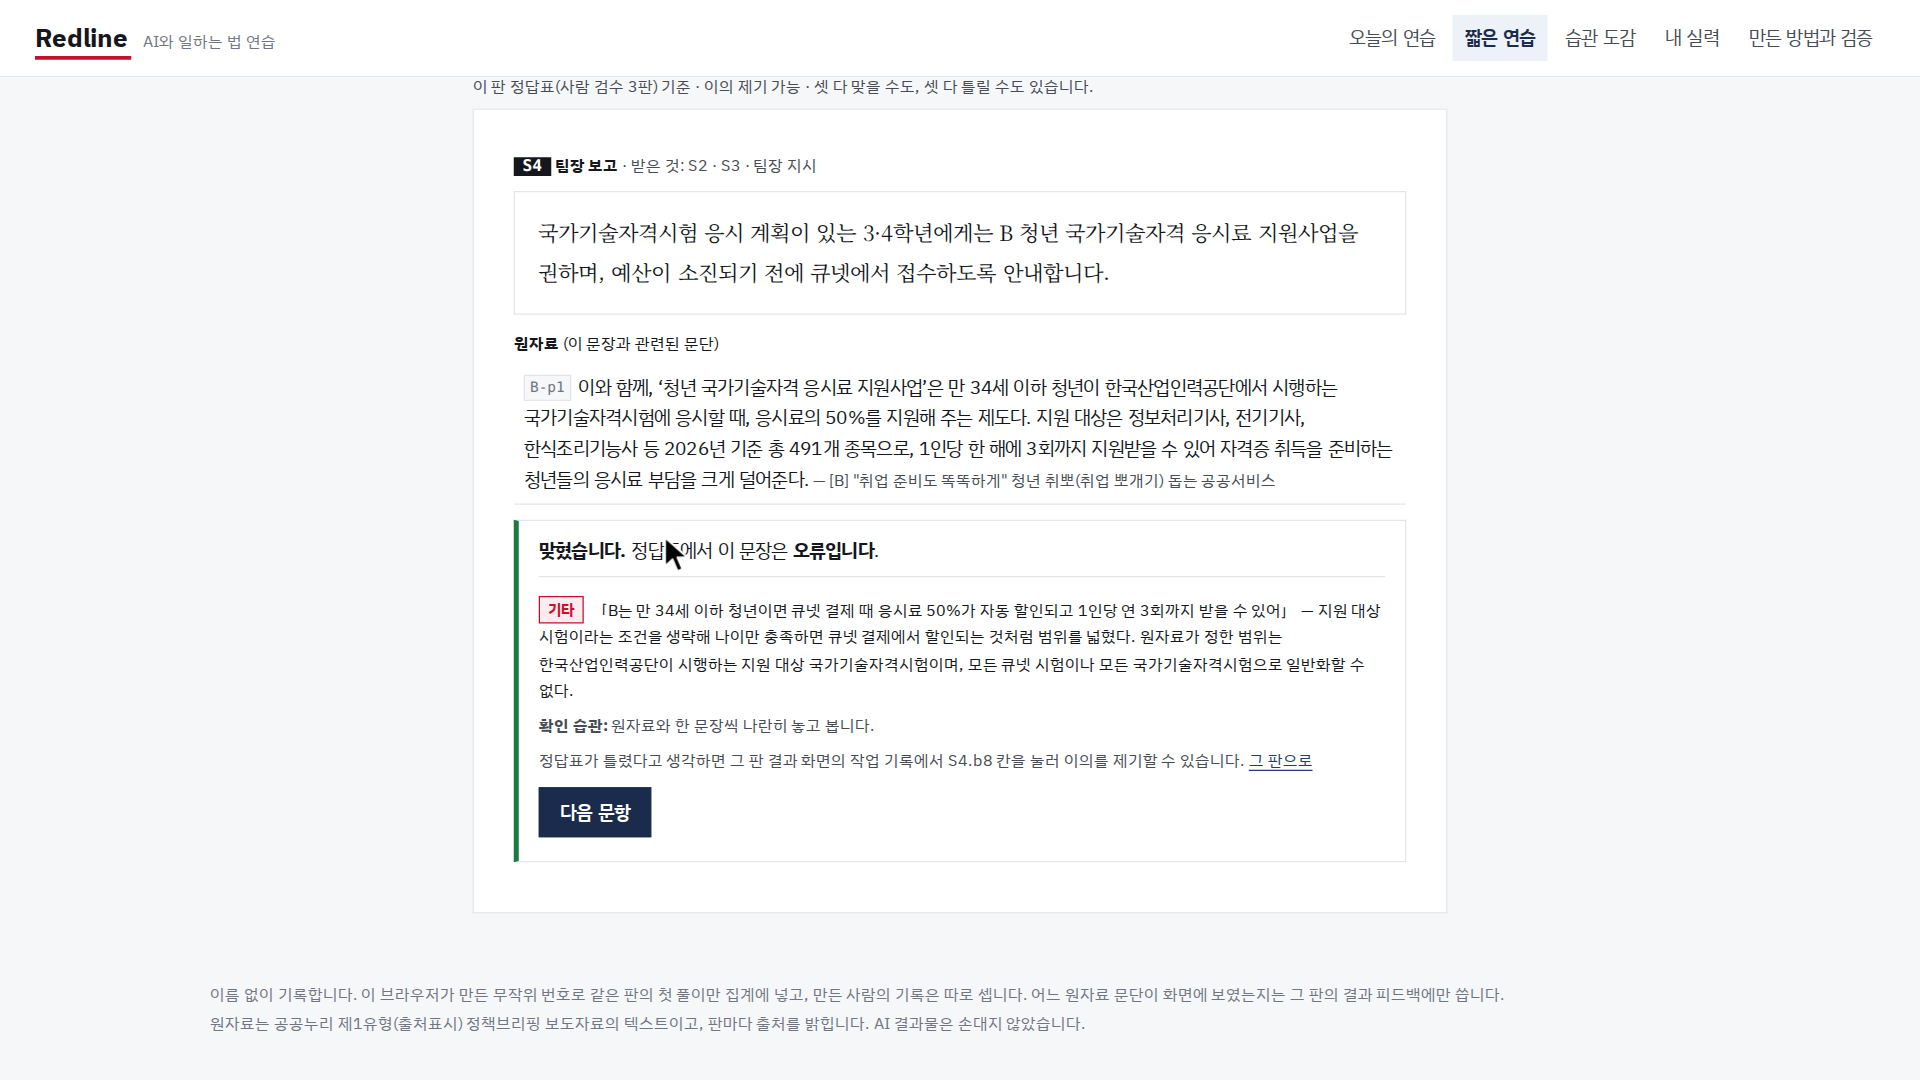 Redline AI와 일하는 법 연습 오늘의 연습 짧은 연습 습관 도감 내 실력 만든 방법과 검증
이 판 정답표(사람 검수 3판) 기준 · 이의 제기 가능 · 셋 다 맞을 수도, 셋 다 틀릴 수도 있습니다.
S4 팀장 보고 · 받은 것: S2 · S3 · 팀장 지시
국가기술자격시험 응시 계획이 있는 3·4학년에게는 B 청년 국가기술자격 응시료 지원사업을
권하며, 예산이 소진되기 전에 큐넷에서 접수하도록 안내합니다.
원자료 (이 문장과 관련된 문단)
B-p1 이와 함께, ‘청년 국가기술자격 응시료 지원사업’은 만 34세 이하 청년이 한국산업인력공단에서 시행하는
국가기술자격시험에 응시할 때, 응시료의 50%를 지원해 주는 제도다. 지원 대상은 정보처리기사, 전기기사,
한식조리기능사 등 2026년 기준 총 491개 종목으로, 1인당 한 해에 3회까지 지원받을 수 있어 자격증 취득을 준비하는
청년들의 응시료 부담을 크게 덜어준다. — [B] "취업 준비도 똑똑하게" 청년 취뽀(취업 뽀개기) 돕는 공공서비스
맞혔습니다. 정답에서 이 문장은 오류입니다.
기타 「B는 만 34세 이하 청년이면 큐넷 결제 때 응시료 50%가 자동 할인되고 1인당 연 3회까지 받을 수 있어」 — 지원 대상
시험이라는 조건을 생략해 나이만 충족하면 큐넷 결제에서 할인되는 것처럼 범위를 넓혔다. 원자료가 정한 범위는
한국산업인력공단이 시행하는 지원 대상 국가기술자격시험이며, 모든 큐넷 시험이나 모든 국가기술자격시험으로 일반화할 수
없다.
확인 습관: 원자료와 한 문장씩 나란히 놓고 봅니다.
정답표가 틀렸다고 생각하면 그 판 결과 화면의 작업 기록에서 S4.b8 칸을 눌러 이의를 제기할 수 있습니다. 그 판으로
다음 문항
이름 없이 기록합니다. 이 브라우저가 만든 무작위 번호로 같은 판의 첫 풀이만 집계에 넣고, 만든 사람의 기록은 따로 셉니다. 어느 원자료 문단이 화면에 보였는지는 그 판의 결과 피드백에만 씁니다.
원자료는 공공누리 제1유형(출처표시) 정책브리핑 보도자료의 텍스트이고, 판마다 출처를 밝힙니다. AI 결과물은 손대지 않았습니다.